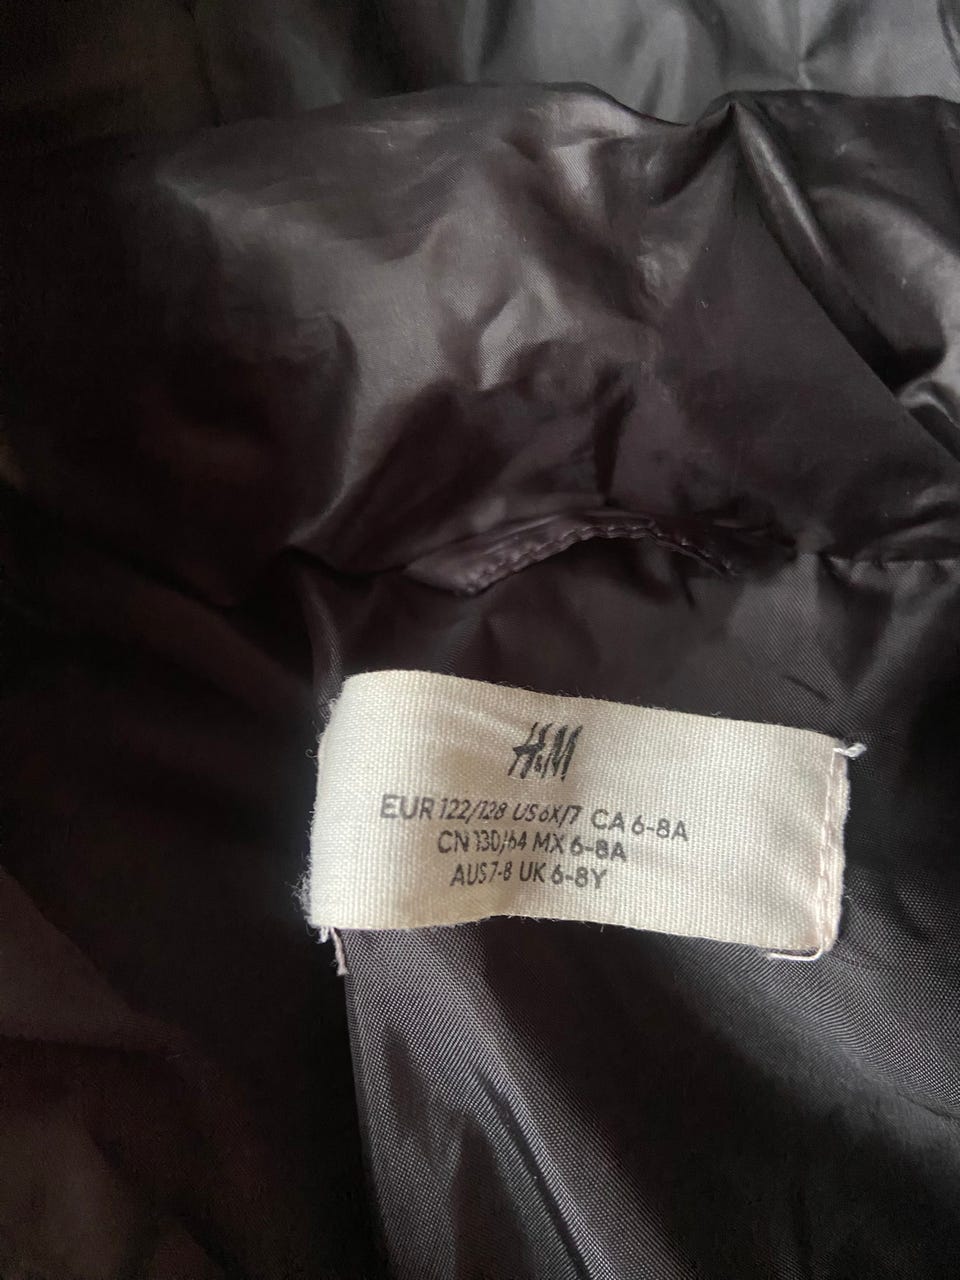 H&M
EUR 122/128 US 6X/7 CA 6-8A
CN 130/64 MX 6-8A
AUS 7-8 UK 6-8Y